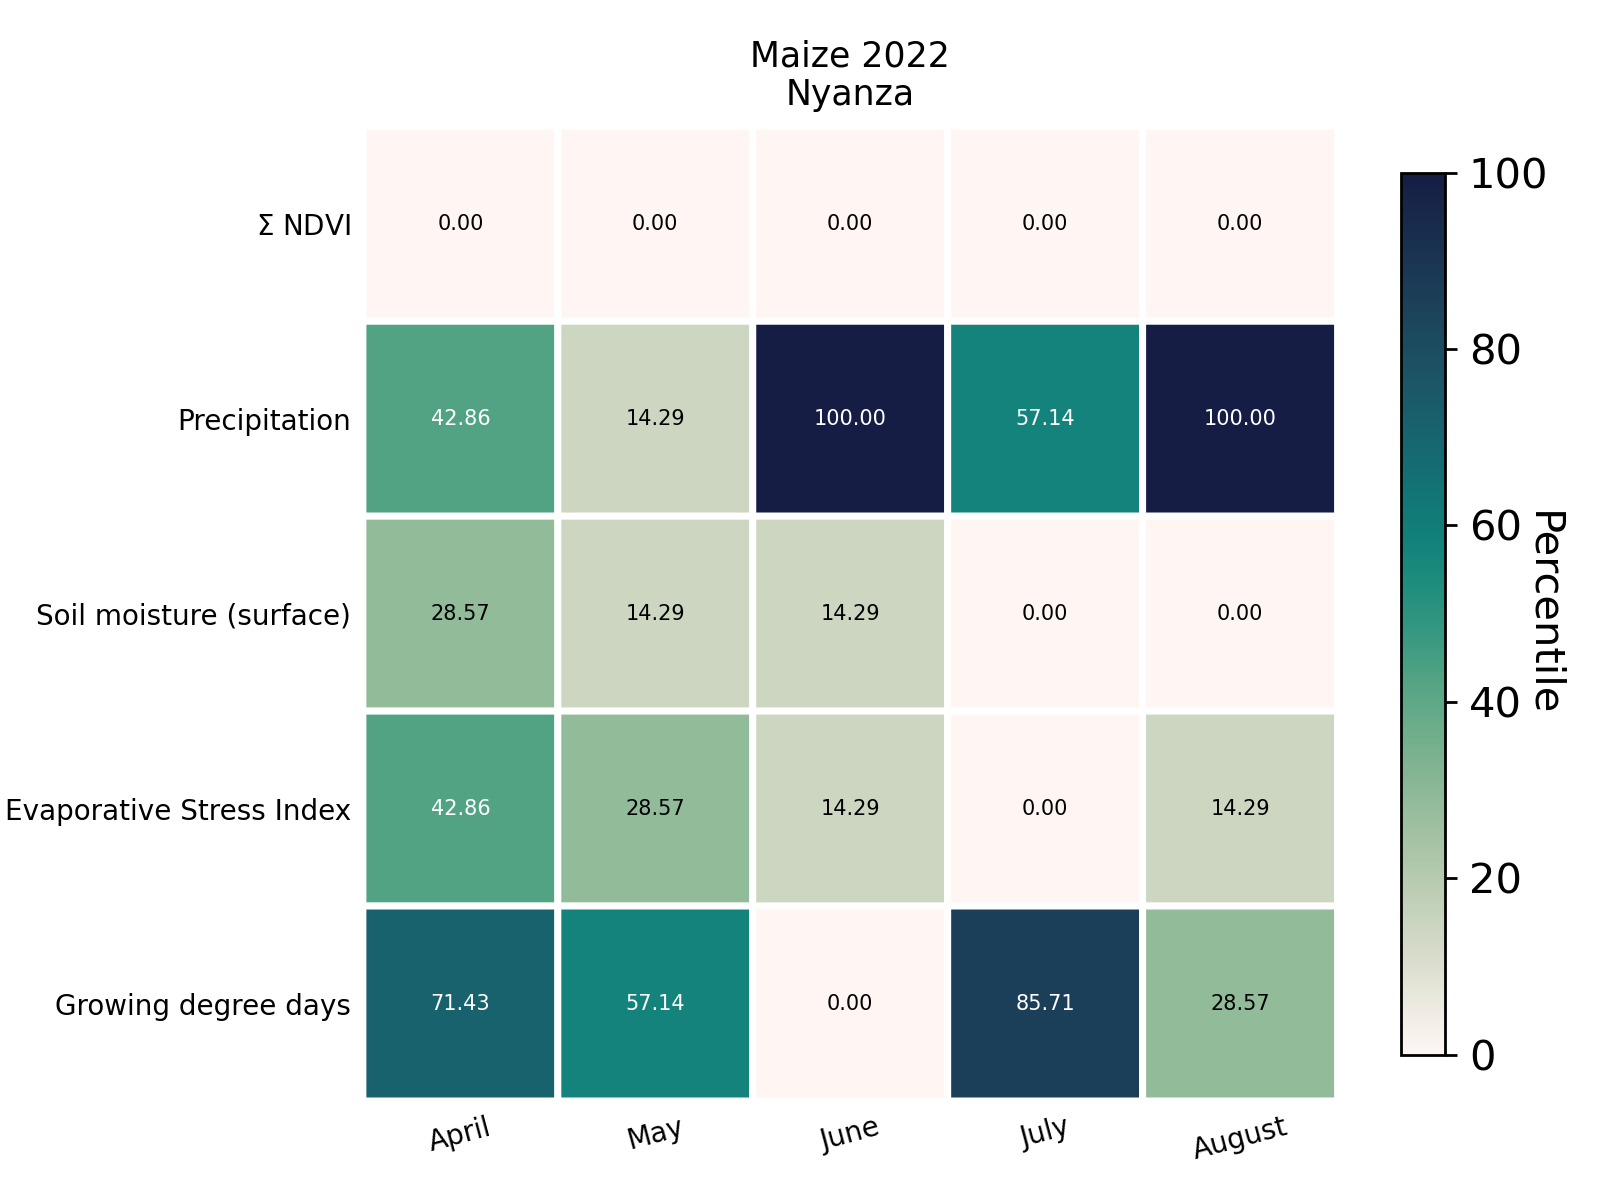 Maize 2022
Nyanza
Σ NDVI 0.00 0.00 0.00 0.00 0.00
Precipitation 42.86 14.29 100.00 57.14 100.00
Soil moisture (surface) 28.57 14.29 14.29 0.00 0.00
Evaporative Stress Index 42.86 28.57 14.29 0.00 14.29
Growing degree days 71.43 57.14 0.00 85.71 28.57
April May June July August
100
80
60
40
20
0
Percentile